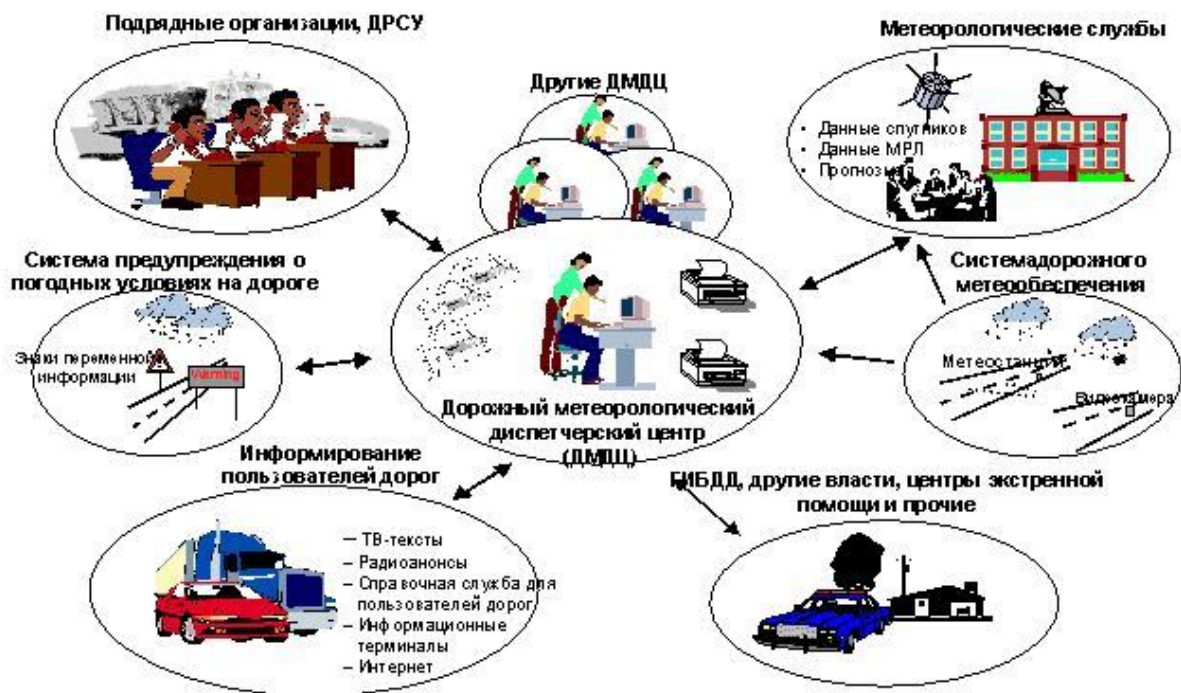 Подрядные организации, ДРСУ
Метеорологические службы
Другие ДМДЦ
• Данные спутников
• Данные МРЛ
• Прогнозы
Система предупреждения о
погодных условиях на дороге
Системадорожного
метеообеспечения
Знаки переменной
информации
Warning
Метеостанции
Видеокамера
Дорожный метеорологический
диспетчерский центр
(ДМДЦ)
Информирование
пользователей дорог
ГИБДД, другие власти, центры экстренной
помощи и прочие
– ТВ-тексты
– Радиоанонсы
– Справочная служба для
пользователей дорог
– Информационные
терминалы
– Интернет